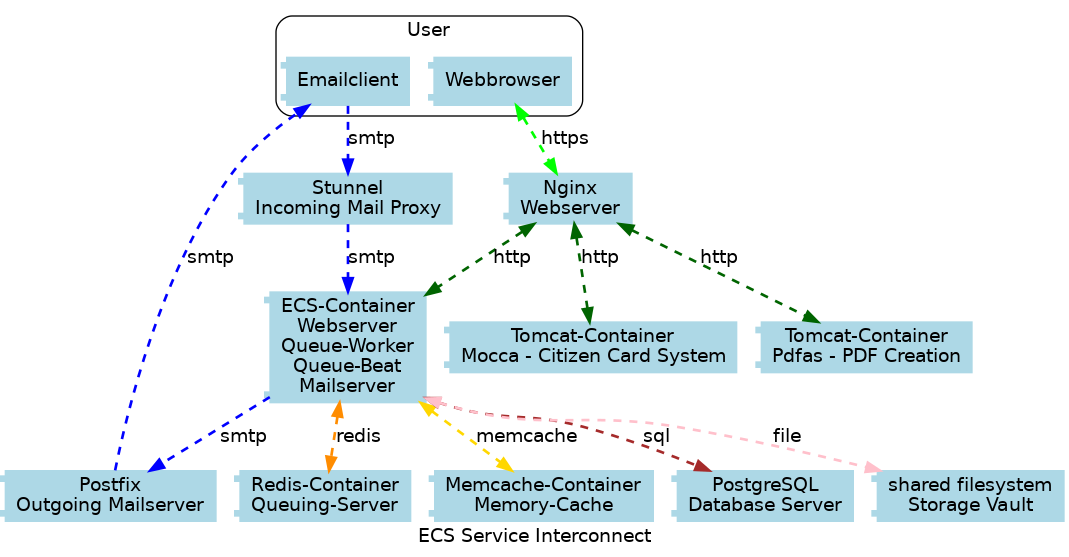 User
Emailclient
Webbrowser
smtp
https
Stunnel
Incoming Mail Proxy
Nginx
Webserver
smtp
smtp
http
http
http
ECS-Container
Webserver
Queue-Worker
Queue-Beat
Mailserver
Tomcat-Container
Mocca - Citizen Card System
Tomcat-Container
Pdfas - PDF Creation
smtp
redis
memcache
sql
file
Postfix
Outgoing Mailserver
Redis-Container
Queuing-Server
Memcache-Container
Memory-Cache
PostgreSQL
Database Server
shared filesystem
Storage Vault
ECS Service Interconnect